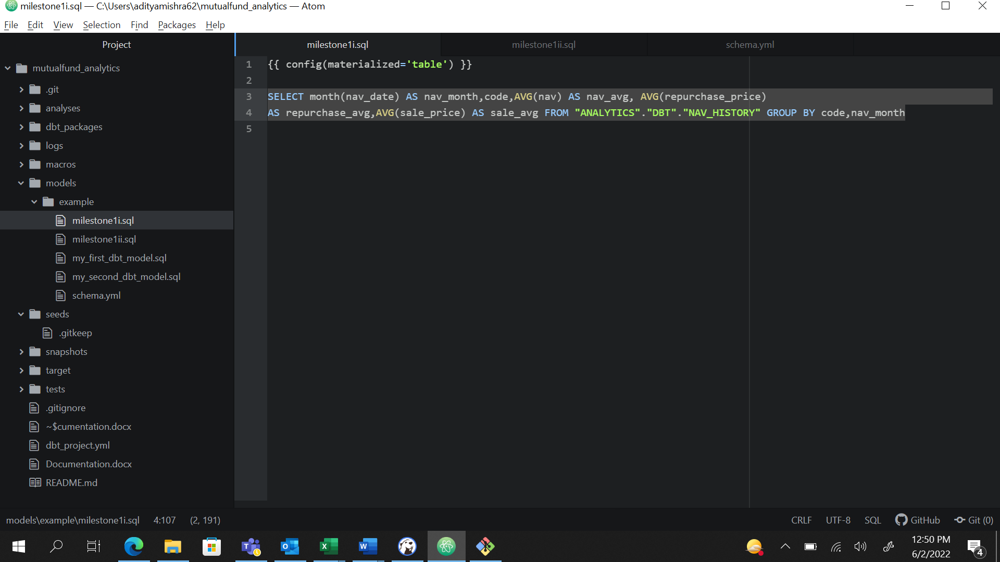 milestone1i.sql — C:\Users\adityamishra62\mutualfund_analytics — Atom
File Edit View Selection Find Packages Help
Project
milestone1i.sql milestone1ii.sql schema.yml
mutualfund_analytics
.git
analyses
dbt_packages
logs
macros
models
example
milestone1i.sql
milestone1ii.sql
my_first_dbt_model.sql
my_second_dbt_model.sql
schema.yml
seeds
.gitkeep
snapshots
target
tests
.gitignore
~$cumentation.docx
dbt_project.yml
Documentation.docx
README.md
1 {{ config(materialized='table') }}
2
3 SELECT month(nav_date) AS nav_month,code,AVG(nav) AS nav_avg, AVG(repurchase_price)
4 AS repurchase_avg,AVG(sale_price) AS sale_avg FROM "ANALYTICS"."DBT"."NAV_HISTORY" GROUP BY code,nav_month
5
models\example\milestone1i.sql 4:107 (2, 191) CRLF UTF-8 SQL GitHub Git (0)
12:50 PM
6/2/2022
4